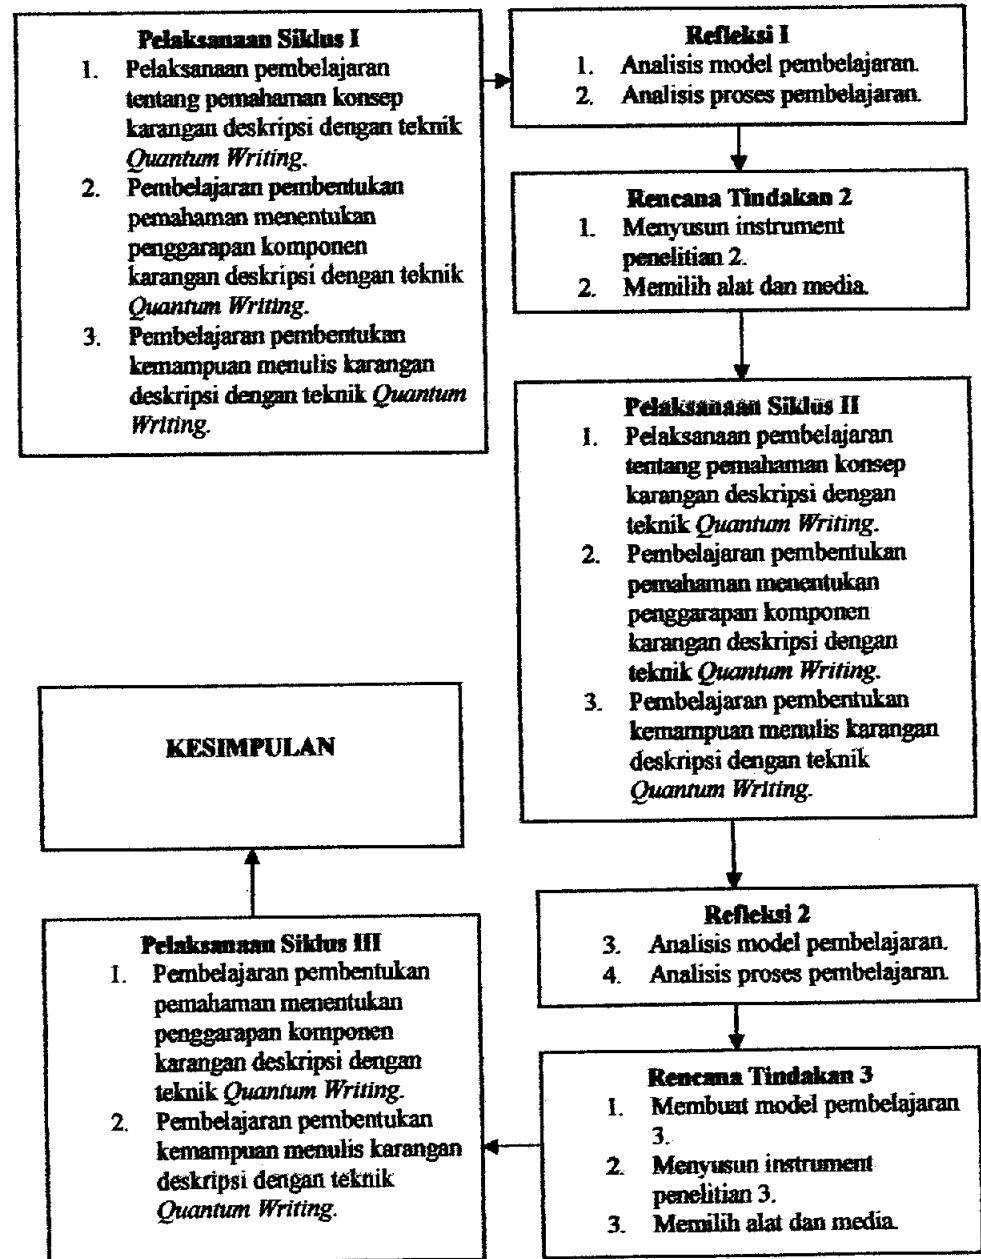 Pelaksanaan Siklus I
1. Pelaksanaan pembelajaran
tentang pemahaman konsep
karangan deskripsi dengan teknik
Quantum Writing.
2. Pembelajaran pembentukan
pemahaman menentukan
penggarapan komponen
karangan deskripsi dengan teknik
Quantum Writing.
3. Pembelajaran pembentukan
kemampuan menulis karangan
deskripsi dengan teknik Quantum
Writing.
Refleksi I
1. Analisis model pembelajaran.
2. Analisis proses pembelajaran.
Rencana Tindakan 2
1. Menyusun instrument
penelitian 2.
2. Memilih alat dan media.
Pelaksanaan Siklus II
1. Pelaksanaan pembelajaran
tentang pemahaman konsep
karangan deskripsi dengan
teknik Quantum Writing.
2. Pembelajaran pembentukan
pemahaman menentukan
penggarapan komponen
karangan deskripsi dengan
teknik Quantum Writing.
3. Pembelajaran pembentukan
kemampuan menulis karangan
deskripsi dengan teknik
Quantum Writing.
Refleksi 2
3. Analisis model pembelajaran.
4. Analisis proses pembelajaran.
Rencana Tindakan 3
1. Membuat model pembelajaran
3.
2. Menyusun instrument
penelitian 3.
3. Memilih alat dan media.
Pelaksanaan Siklus III
1. Pembelajaran pembentukan
pemahaman menentukan
penggarapan komponen
karangan deskripsi dengan
teknik Quantum Writing.
2. Pembelajaran pembentukan
kemampuan menulis karangan
deskripsi dengan teknik
Quantum Writing.
KESIMPULAN